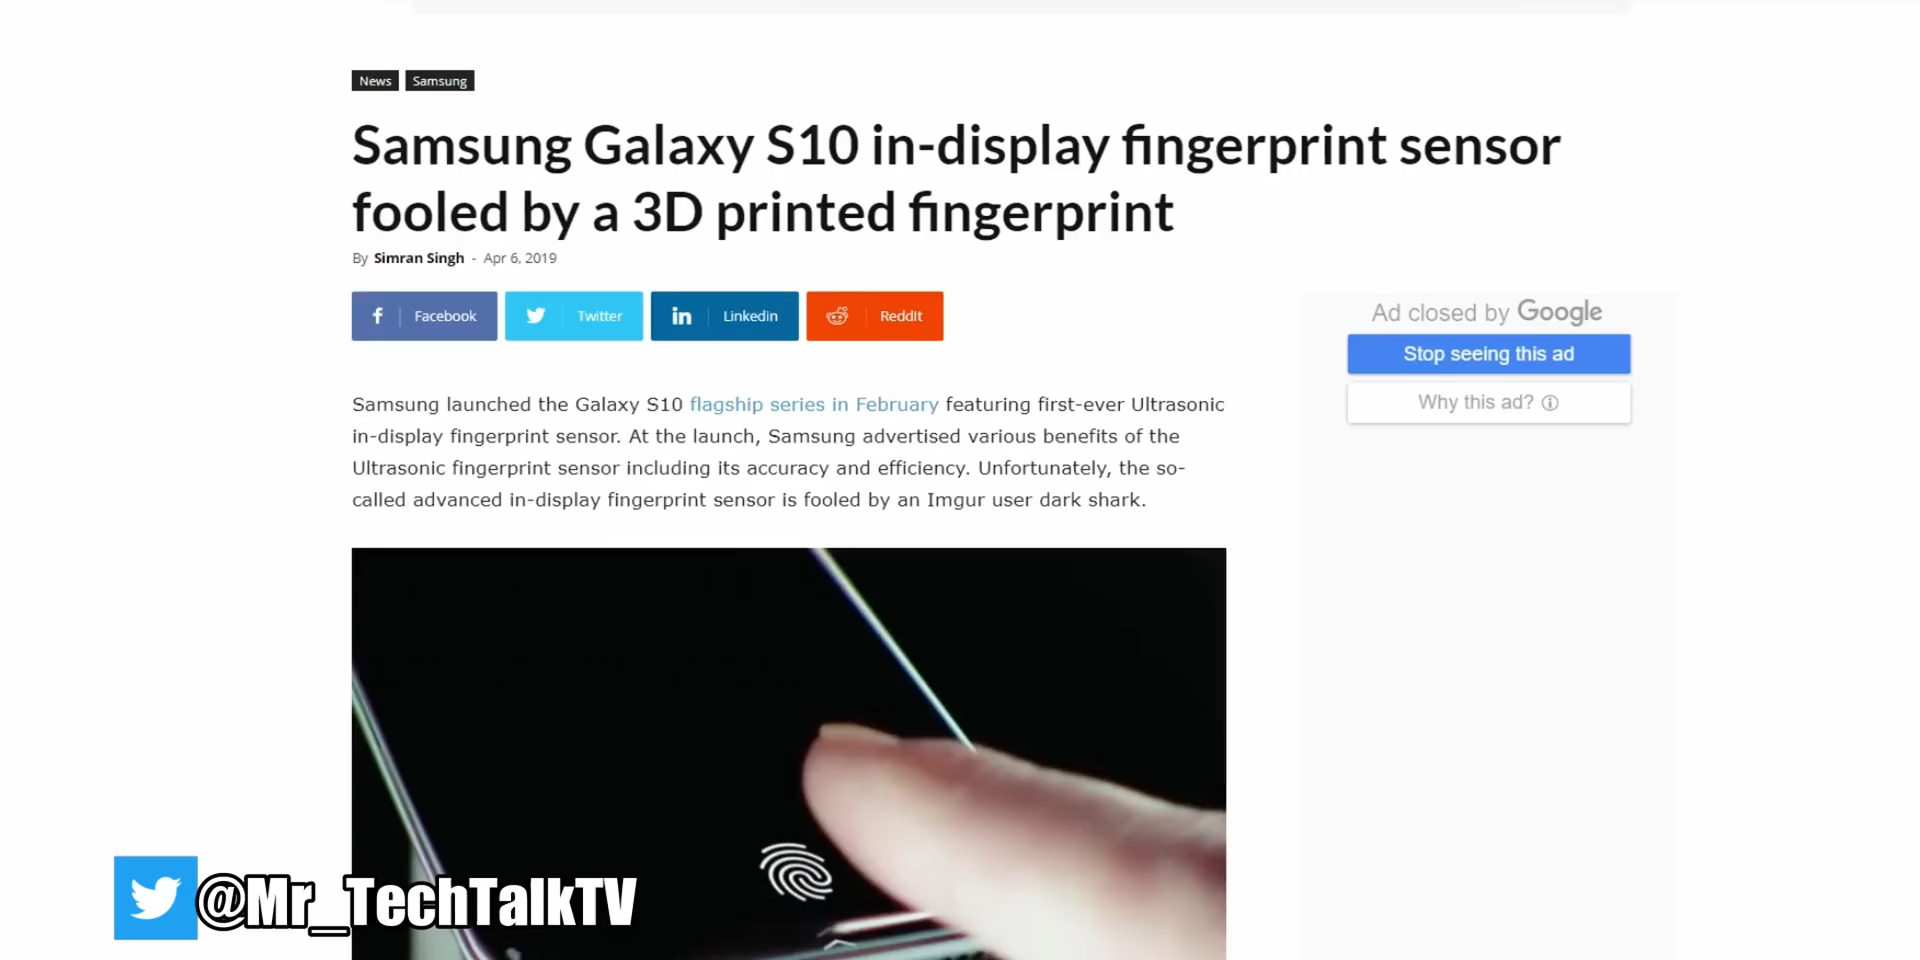 News Samsung
Samsung Galaxy S10 in-display fingerprint sensor
fooled by a 3D printed fingerprint
By Simran Singh - Apr 6, 2019
Facebook Twitter Linkedin ReddIt
Ad closed by Google
Stop seeing this ad
Why this ad?
Samsung launched the Galaxy S10 flagship series in February featuring first-ever Ultrasonic
in-display fingerprint sensor. At the launch, Samsung advertised various benefits of the
Ultrasonic fingerprint sensor including its accuracy and efficiency. Unfortunately, the so-
called advanced in-display fingerprint sensor is fooled by an Imgur user dark shark.
@Mr_TechTalkTV